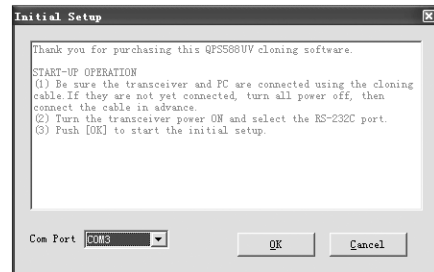 Initial Setup
Thank you for purchasing this QPS588UV cloning software.
START-UP OPERATION
(1) Be sure the transceiver and PC are connected using the cloning
cable.If they are not yet connected, turn all power off, then
connect the cable in advance.
(2) Turn the transceiver power ON and select the RS-232C port.
(3) Push [OK] to start the initial setup.
Com Port COM3 OK Cancel